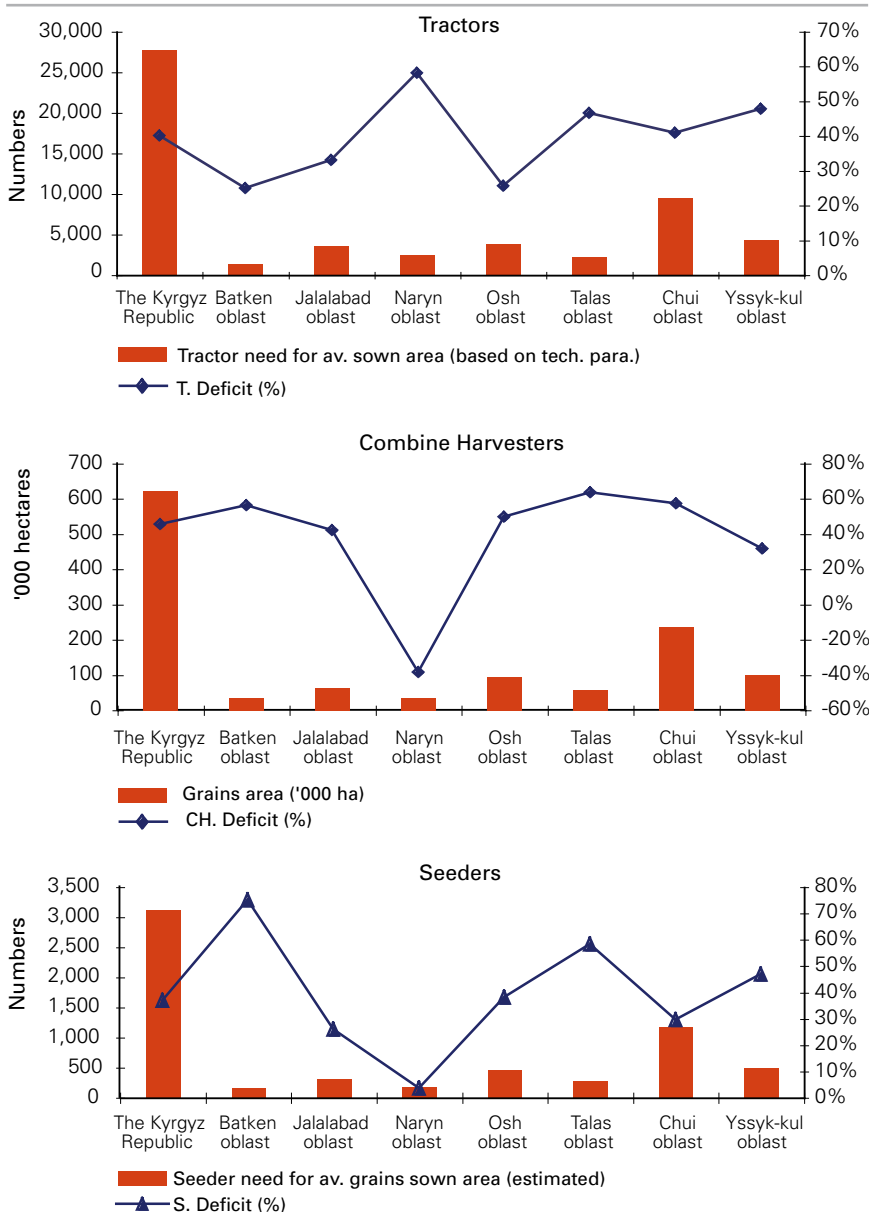 Tractors
30,000
25,000
20,000
15,000
10,000
5,000
0
Numbers
70%
60%
50%
40%
30%
20%
10%
0%
The Kyrgyz Republic
Batken oblast
Jalalabad oblast
Naryn oblast
Osh oblast
Talas oblast
Chui oblast
Yssyk-kul oblast
Tractor need for av. sown area (based on tech. para.)
T. Deficit (%)
Combine Harvesters
700
600
500
400
300
200
100
0
'000 hectares
80%
60%
40%
20%
0%
-20%
-40%
-60%
The Kyrgyz Republic
Batken oblast
Jalalabad oblast
Naryn oblast
Osh oblast
Talas oblast
Chui oblast
Yssyk-kul oblast
Grains area ('000 ha)
CH. Deficit (%)
Seeders
3,500
3,000
2,500
2,000
1,500
1,000
500
0
Numbers
80%
70%
60%
50%
40%
30%
20%
10%
0%
The Kyrgyz Republic
Batken oblast
Jalalabad oblast
Naryn oblast
Osh oblast
Talas oblast
Chui oblast
Yssyk-kul oblast
Seeder need for av. grains sown area (estimated)
S. Deficit (%)